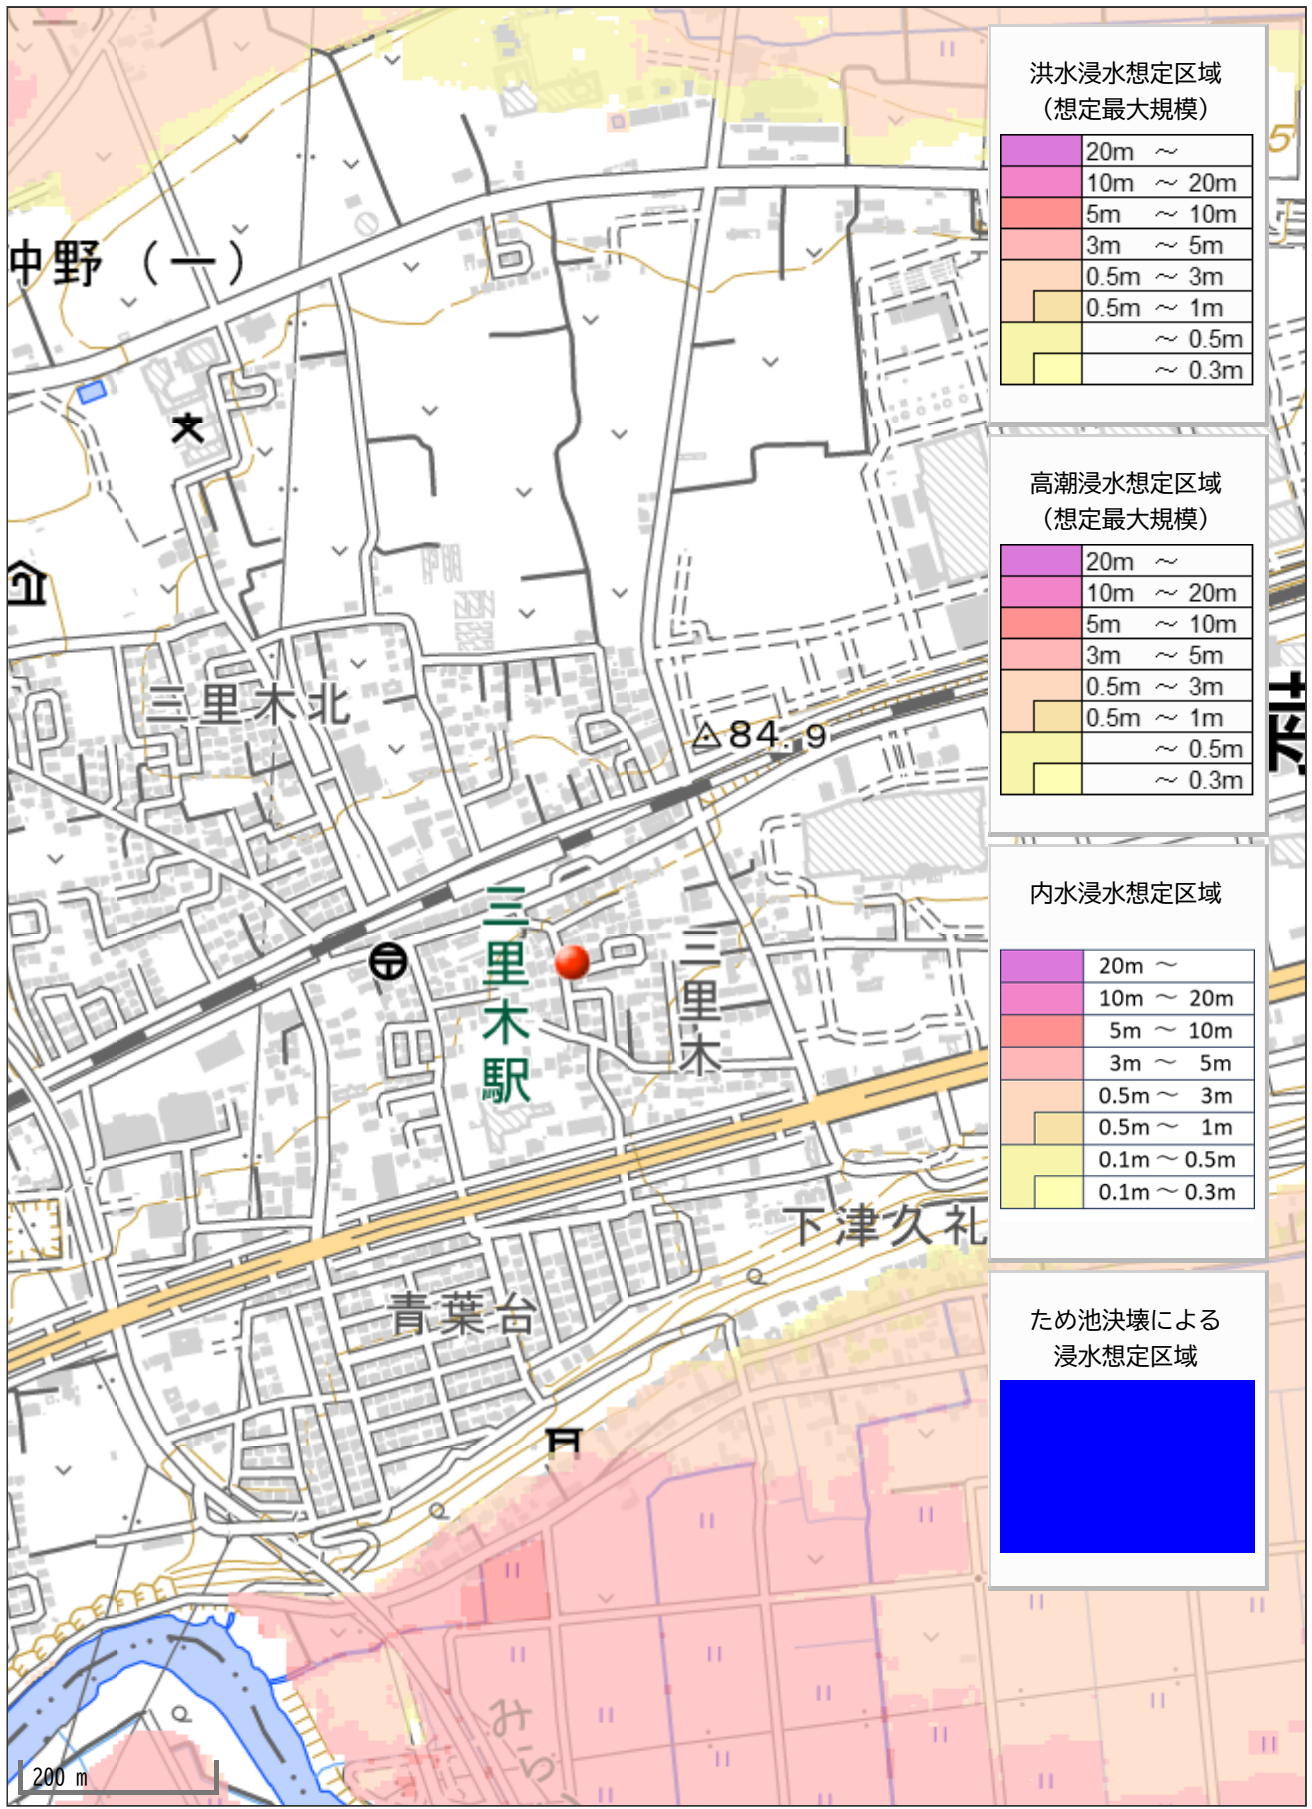 中野（一）
三里木北
84.9
三里木駅
三里木
下津久礼
青葉台
みらい
200 m
5
洪水浸水想定区域
（想定最大規模）
20m ～
10m ～ 20m
5m ～ 10m
3m ～ 5m
0.5m ～ 3m
0.5m ～ 1m
～ 0.5m
～ 0.3m
高潮浸水想定区域
（想定最大規模）
20m ～
10m ～ 20m
5m ～ 10m
3m ～ 5m
0.5m ～ 3m
0.5m ～ 1m
～ 0.5m
～ 0.3m
内水浸水想定区域
20m ～
10m ～ 20m
5m ～ 10m
3m ～ 5m
0.5m ～ 3m
0.5m ～ 1m
0.1m ～ 0.5m
0.1m ～ 0.3m
ため池決壊による
浸水想定区域